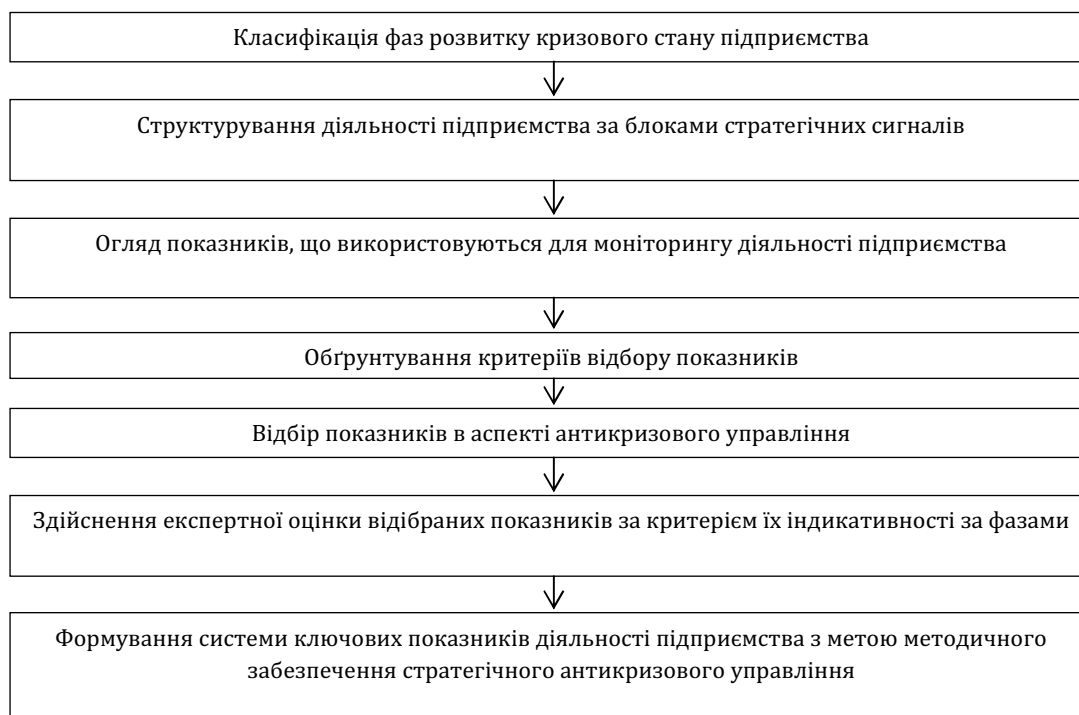 Класифікація фаз розвитку кризового стану підприємства
Структурування діяльності підприємства за блоками стратегічних сигналів
Огляд показників, що використовуються для моніторингу діяльності підприємства
Обґрунтування критеріїв відбору показників
Відбір показників в аспекті антикризового управління
Здійснення експертної оцінки відібраних показників за критерієм їх індикативності за фазами
Формування системи ключових показників діяльності підприємства з метою методичного
забезпечення стратегічного антикризового управління